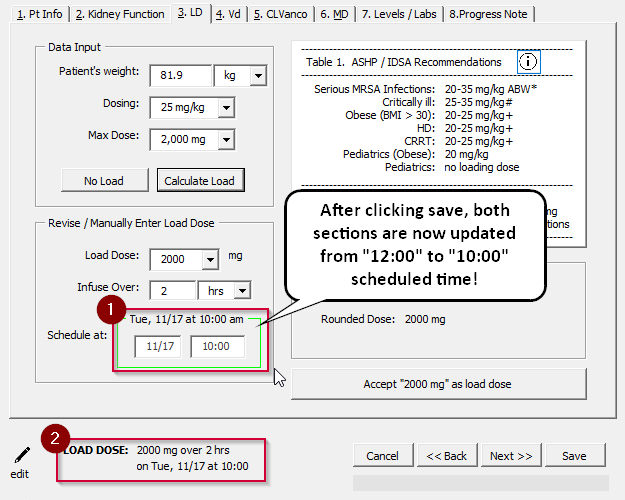 1. Pt Info 2. Kidney Function 3. LD 4. Vd 5. CLVanco 6. MD 7. Levels / Labs 8.Progress Note
Data Input
Patient's weight: 81.9 kg
Dosing: 25 mg/kg
Max Dose: 2,000 mg
No Load Calculate Load
Table 1. ASHP / IDSA Recommendations
Serious MRSA Infections: 20-35 mg/kg ABW*
Critically ill: 25-35 mg/kg#
Obese (BMI > 30): 20-25 mg/kg+
HD: 20-25 mg/kg+
CRRT: 20-25 mg/kg+
Pediatrics (Obese): 20 mg/kg
Pediatrics: no loading dose
mg
tions
After clicking save, both
sections are now updated
from "12:00" to "10:00"
scheduled time!
Revise / Manually Enter Load Dose
Load Dose: 2000 mg
Infuse Over: 2 hrs
1
Tue, 11/17 at 10:00 am
Schedule at: 11/17 10:00
Rounded Dose: 2000 mg
Accept "2000 mg" as load dose
2
edit
LOAD DOSE: 2000 mg over 2 hrs
on Tue, 11/17 at 10:00
Cancel << Back Next >> Save